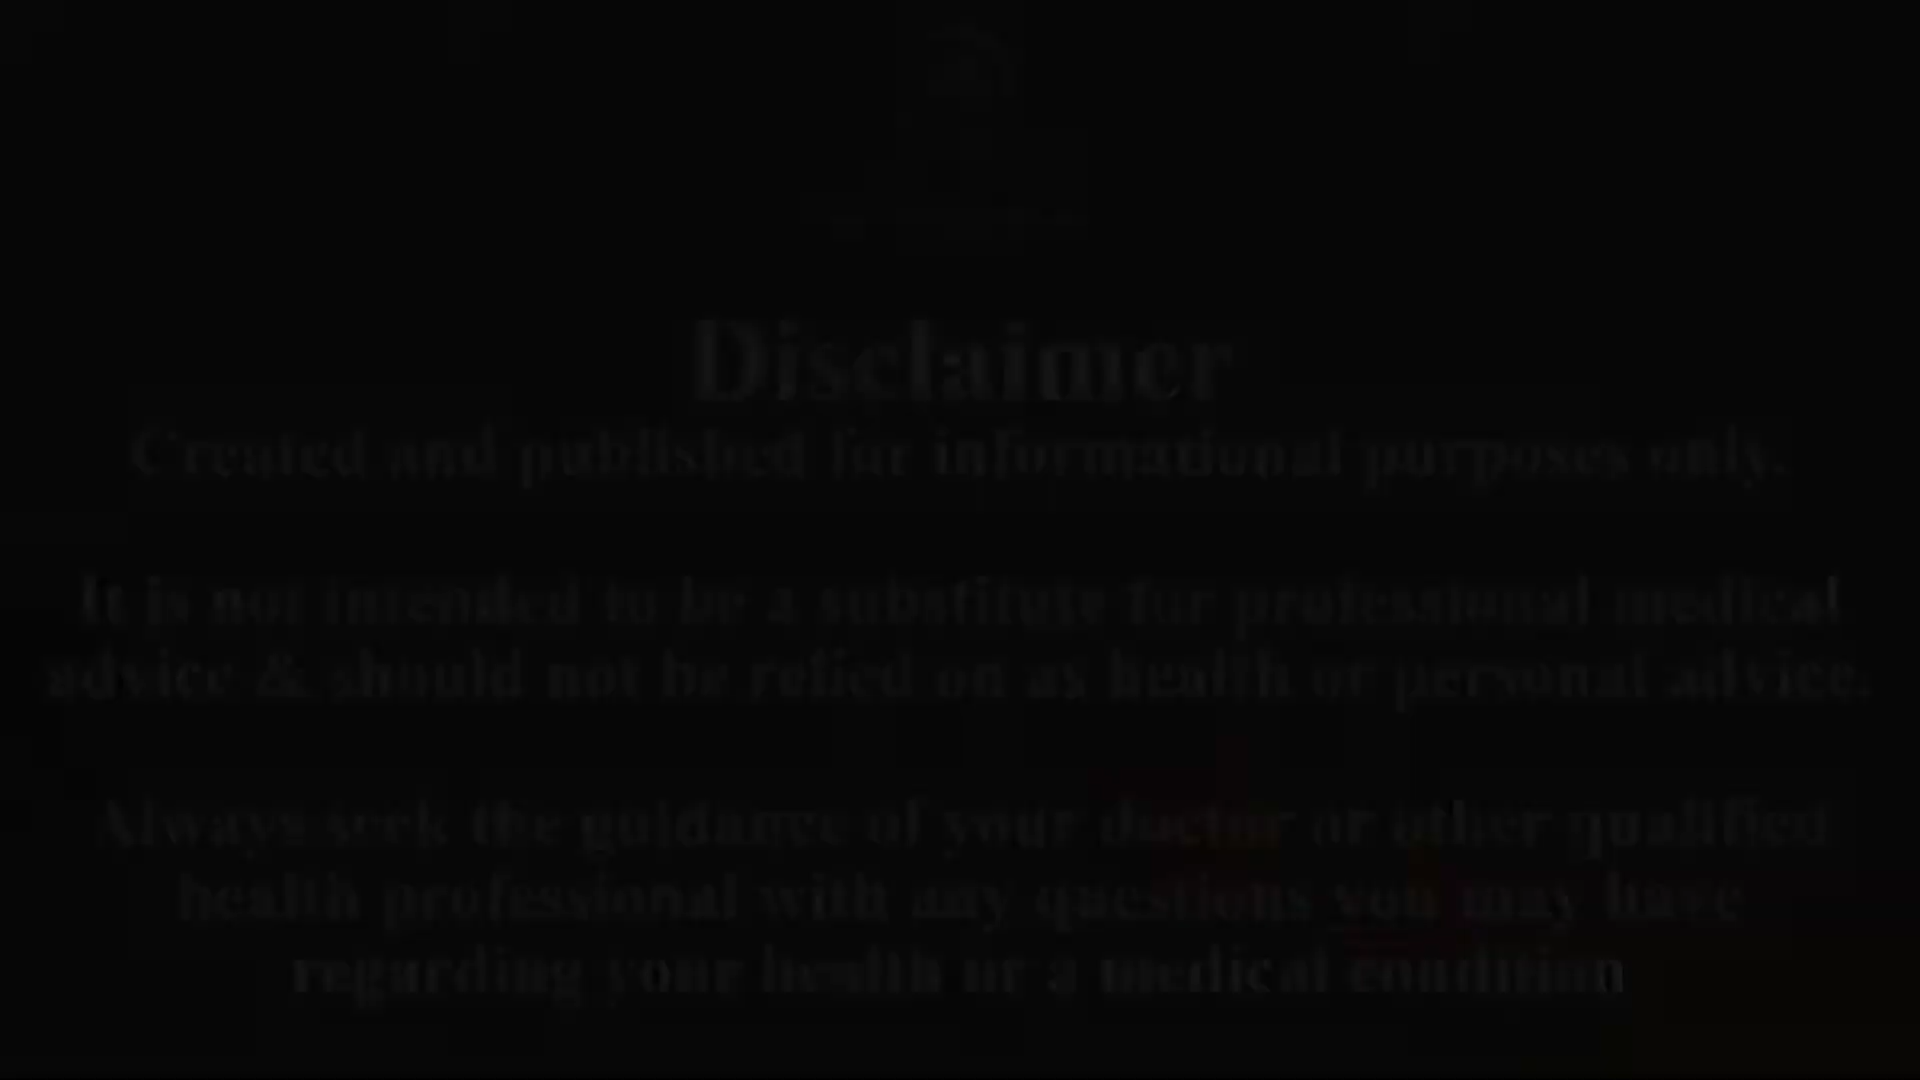 Disclaimer
Created and published for informational purposes only.
It is not intended to be a substitute for professional medical
advice & should not be relied on as health or personal advice.
Always seek the guidance of your doctor or other qualified
health professional with any questions you may have
regarding your health or a medical condition